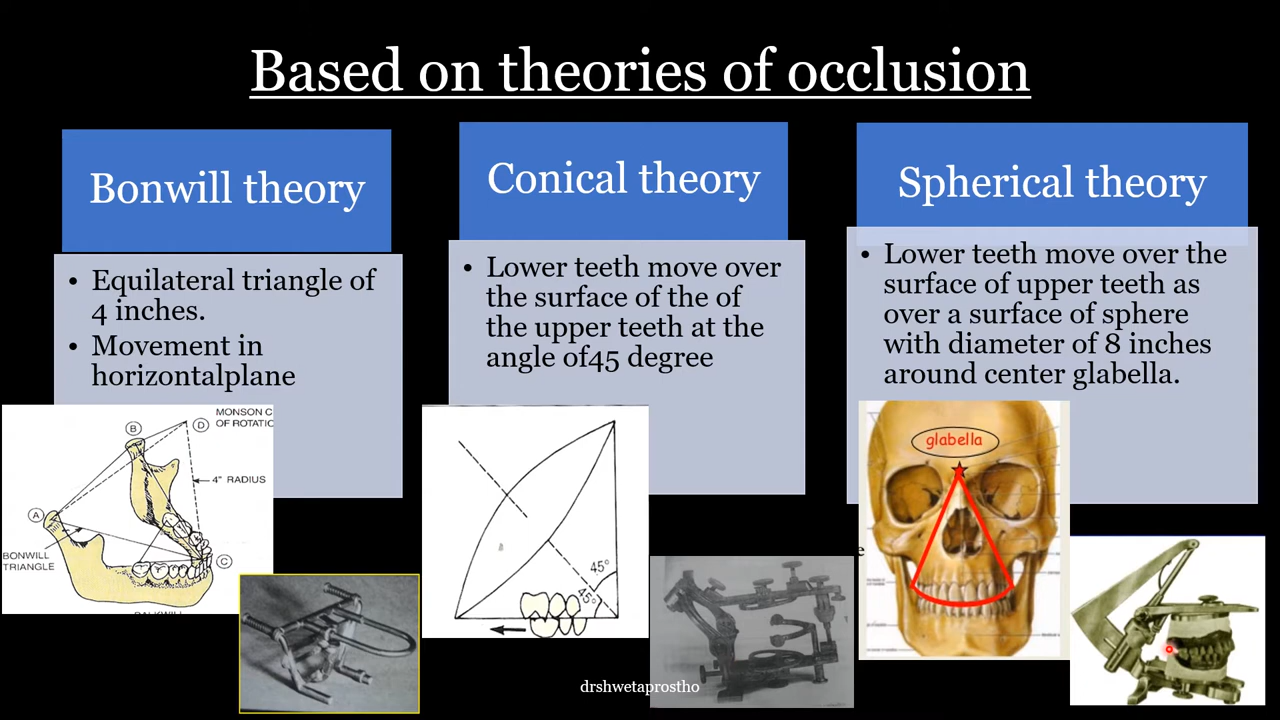 Based on theories of occlusion
Bonwill theory
• Equilateral triangle of
4 inches.
• Movement in
horizontalplane
MONSON C
OF ROTATIC
B
D
4" RADIUS
A
BONWILL
TRIANGLE
C
Conical theory
• Lower teeth move over
the surface of the of
the upper teeth at the
angle of45 degree
45°
45°
Spherical theory
• Lower teeth move over the
surface of upper teeth as
over a surface of sphere
with diameter of 8 inches
around center glabella.
glabella
e
drshwetaprostho